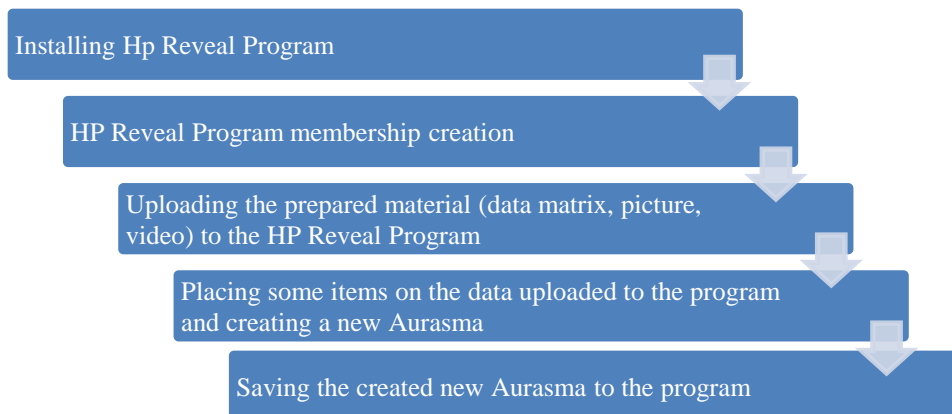 Installing Hp Reveal Program
HP Reveal Program membership creation
Uploading the prepared material (data matrix, picture,
video) to the HP Reveal Program
Placing some items on the data uploaded to the program
and creating a new Aurasma
Saving the created new Aurasma to the program